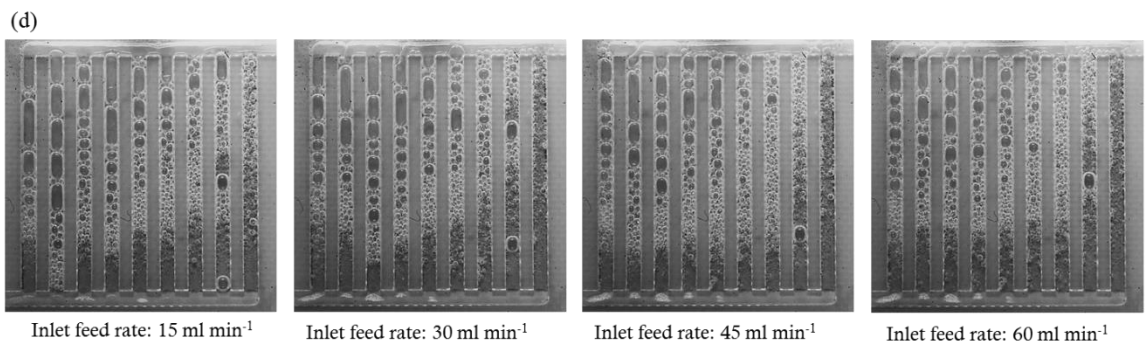 (d)
Inlet feed rate: 15 ml min⁻¹
Inlet feed rate: 30 ml min⁻¹
Inlet feed rate: 45 ml min⁻¹
Inlet feed rate: 60 ml min⁻¹